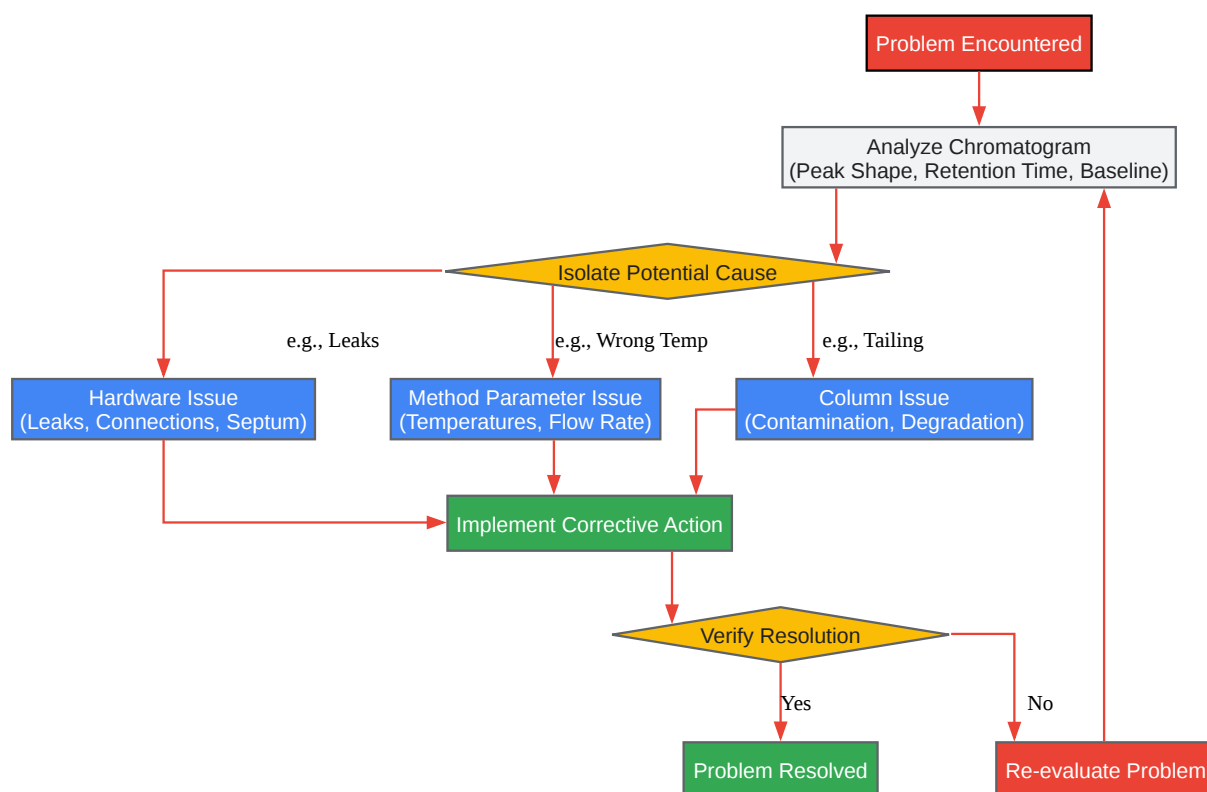 Problem Encountered
Analyze Chromatogram
(Peak Shape, Retention Time, Baseline)
Isolate Potential Cause
e.g., Leaks
e.g., Wrong Temp
e.g., Tailing
Hardware Issue
(Leaks, Connections, Septum)
Method Parameter Issue
(Temperatures, Flow Rate)
Column Issue
(Contamination, Degradation)
Implement Corrective Action
Verify Resolution
Yes
No
Problem Resolved
Re-evaluate Problem